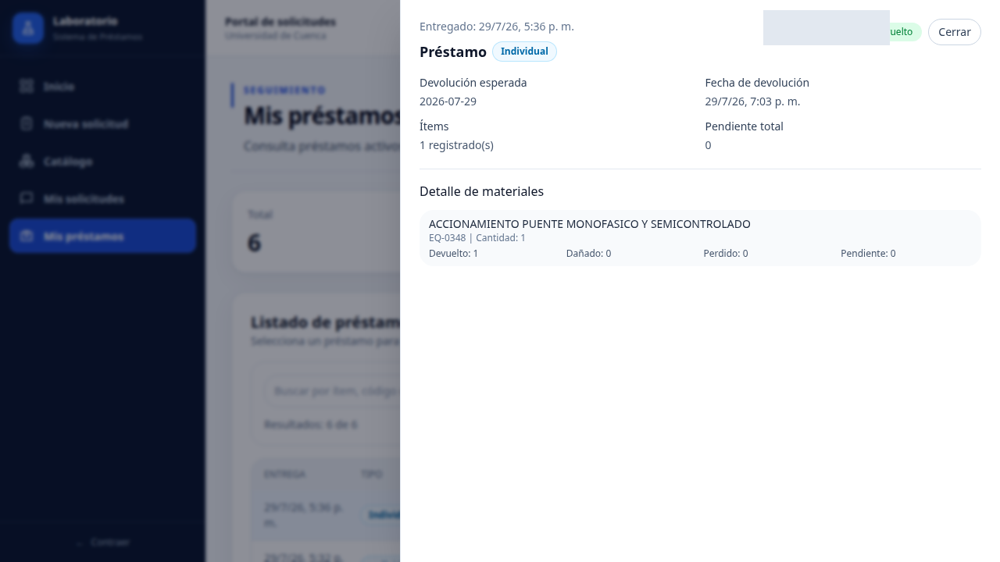 Laboratorio
Sistema de Préstamos
Inicio
Nueva solicitud
Catálogo
Mis solicitudes
Mis préstamos
Contraer
Portal de solicitudes
Universidad de Cuenca
SEGUIMIENTO
Mis préstamos
Consulta préstamos activos
Total
6
Listado de préstam
Selecciona un préstamo para
Buscar por ítem, código
Resultados: 6 de 6
ENTREGA TIPO
29/7/26, 5:36 p. m.
Individ
29/7/26, 5:32 p.
Entregado: 29/7/26, 5:36 p. m.
uelto
Cerrar
Préstamo Individual
Devolución esperada
2026-07-29
Fecha de devolución
29/7/26, 7:03 p. m.
Ítems
1 registrado(s)
Pendiente total
0
Detalle de materiales
ACCIONAMIENTO PUENTE MONOFASICO Y SEMICONTROLADO
EQ-0348 | Cantidad: 1
Devuelto: 1 Dañado: 0 Perdido: 0 Pendiente: 0